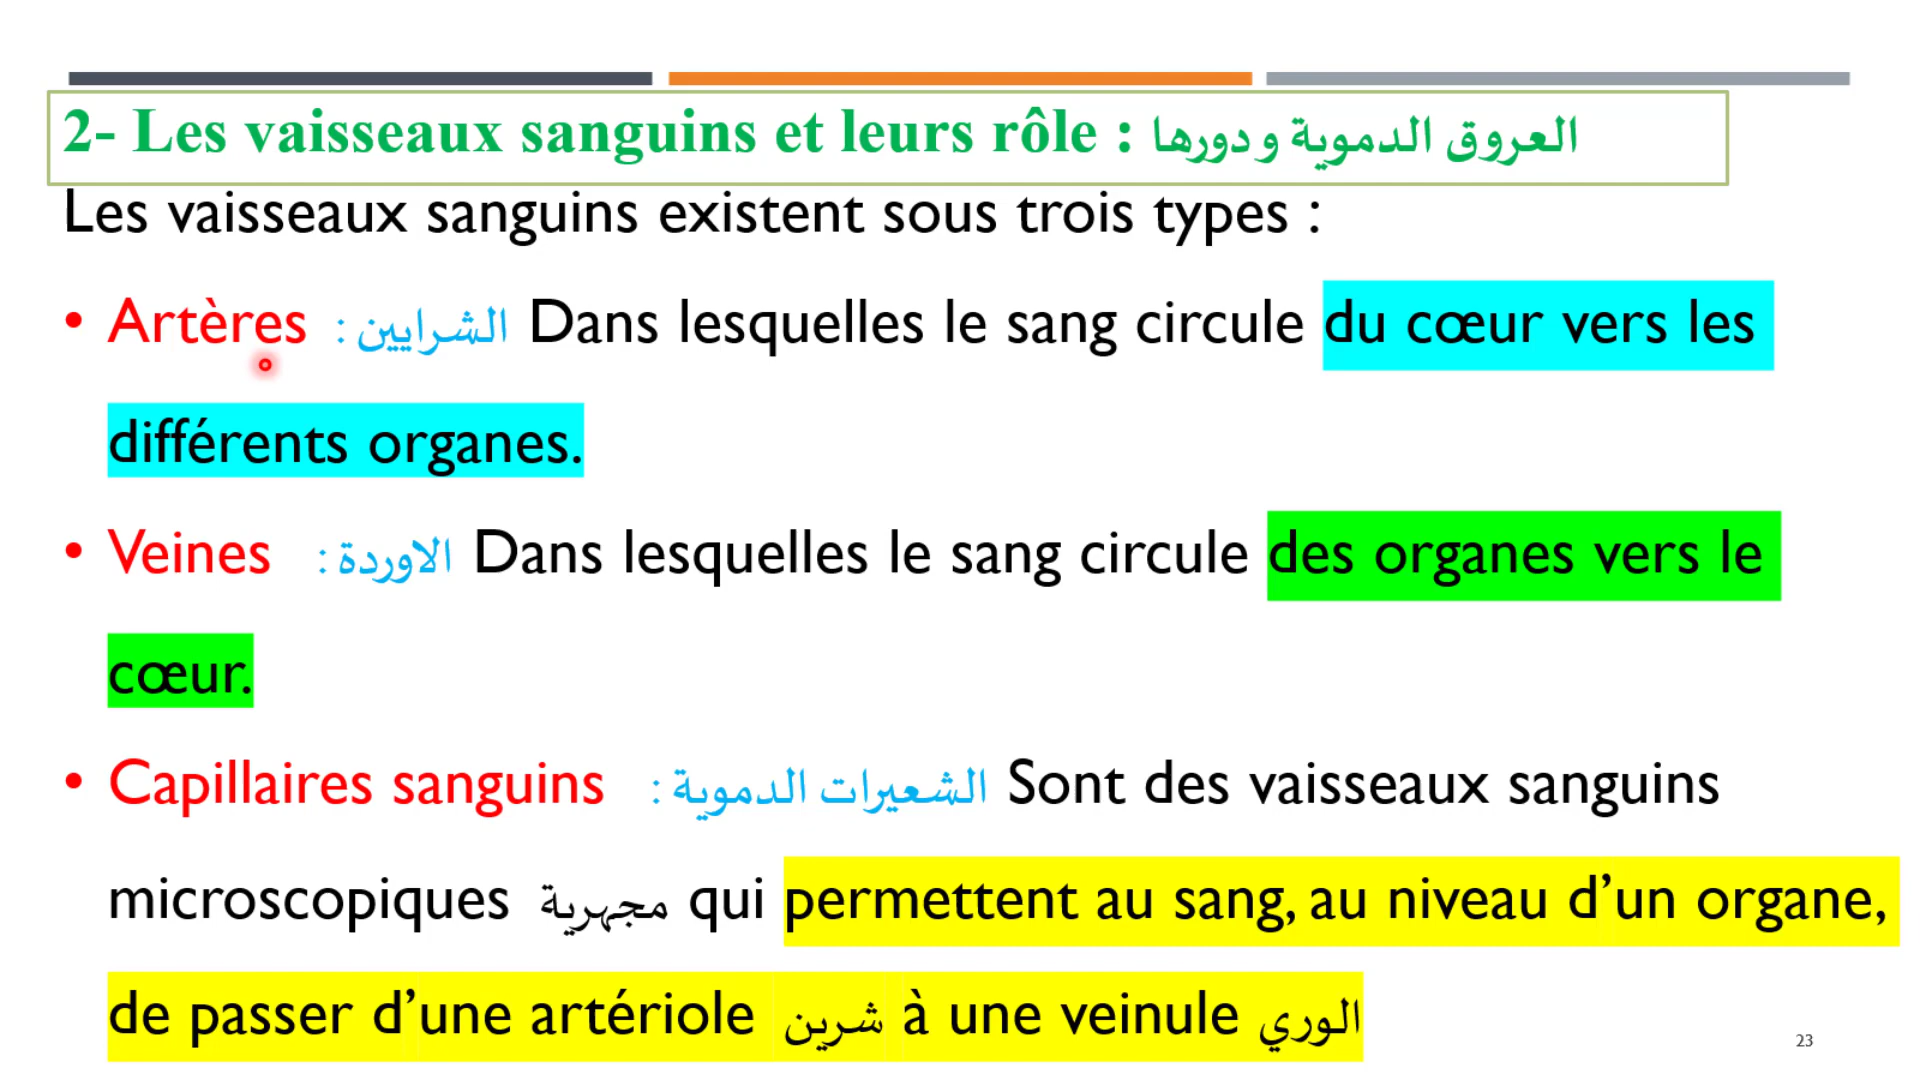 2- Les vaisseaux sanguins et leurs rôle : العروق الدموية و دورها
Les vaisseaux sanguins existent sous trois types :
• Artères الشرايين : Dans lesquelles le sang circule du cœur vers les
différents organes.
• Veines الاوردة : Dans lesquelles le sang circule des organes vers le
cœur.
• Capillaires sanguins الشعيرات الدموية : Sont des vaisseaux sanguins
microscopiques مجهرية qui permettent au sang, au niveau d’un organe,
de passer d’une artériole شرين à une veinule الوري
23